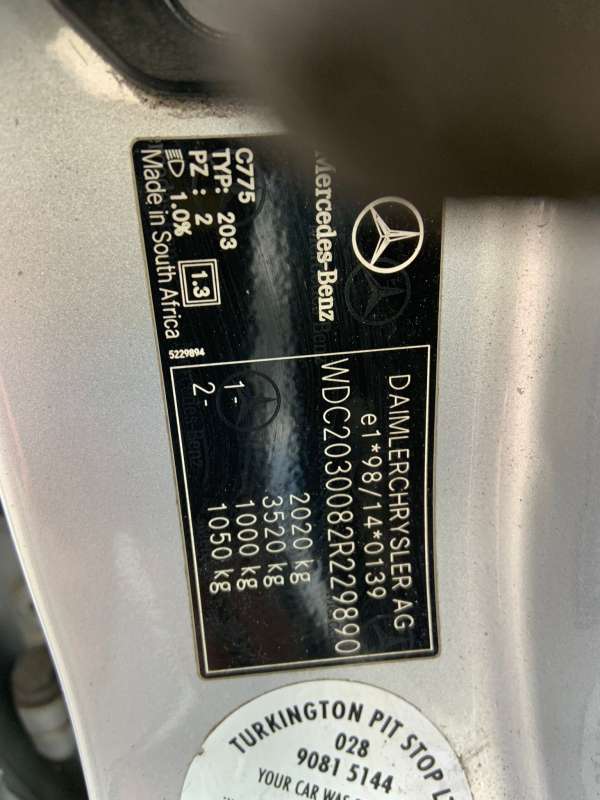 Mercedes-Benz
DAIMLERCHRYSLER AG
e1*98/14*0139
WDC2030082R229890
2020 kg
3520 kg
1- 1000 kg
2- 1050 kg
C775
TYP: 203
PZ : 2
1.0% 1.3
Made in South Africa
5229894
TURKINGTON PIT STOP
028
9081 5144
YOUR CAR WAS